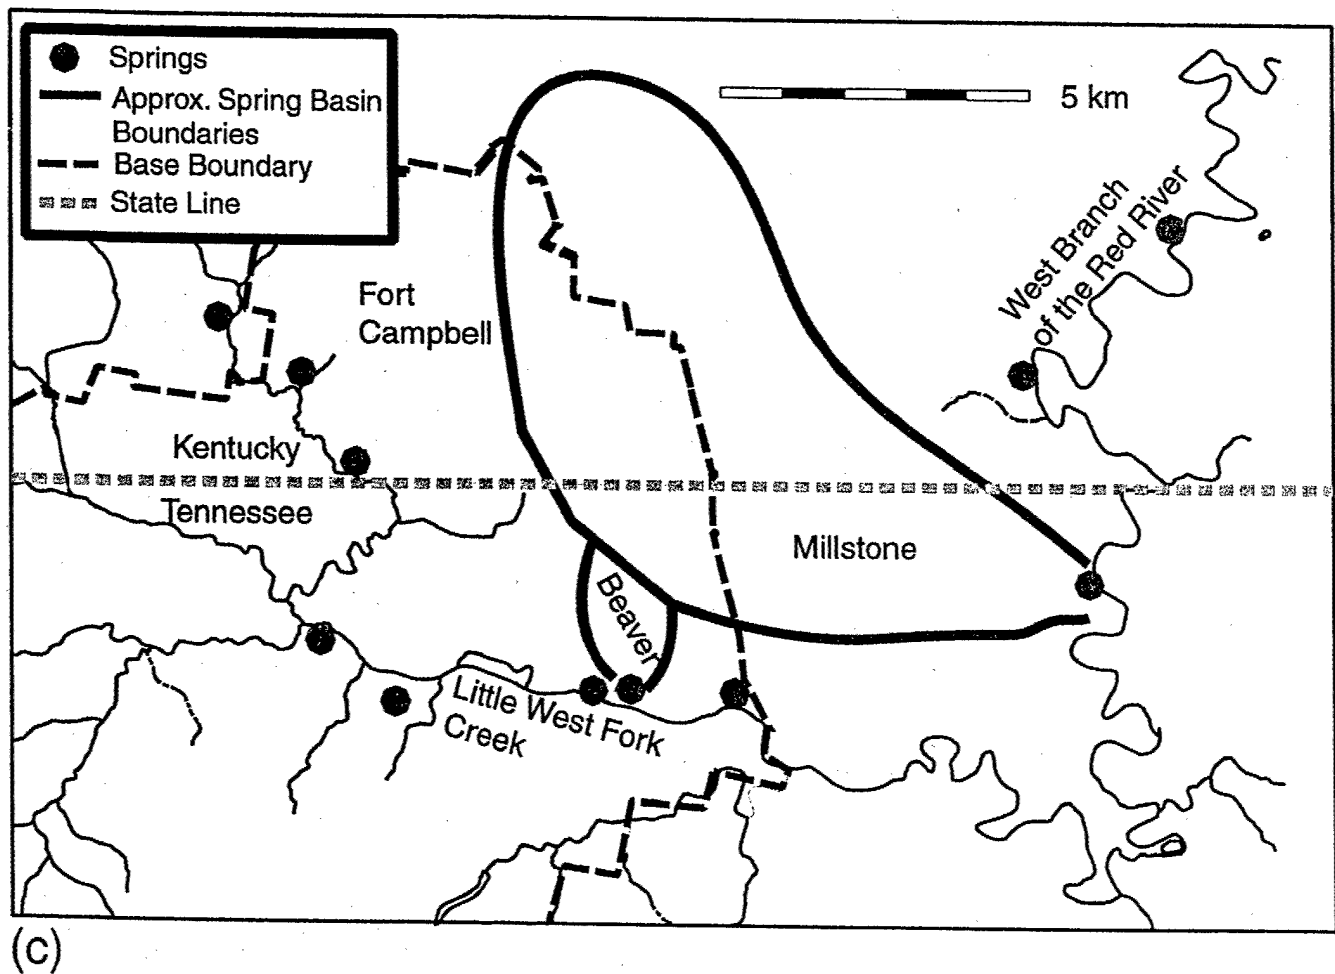 Springs
Approx. Spring Basin
Boundaries
Base Boundary
State Line
5 km
West Branch
of the Red River
Fort
Campbell
Kentucky
Tennessee
Millstone
Beaver
Little West Fork
Creek
(c)